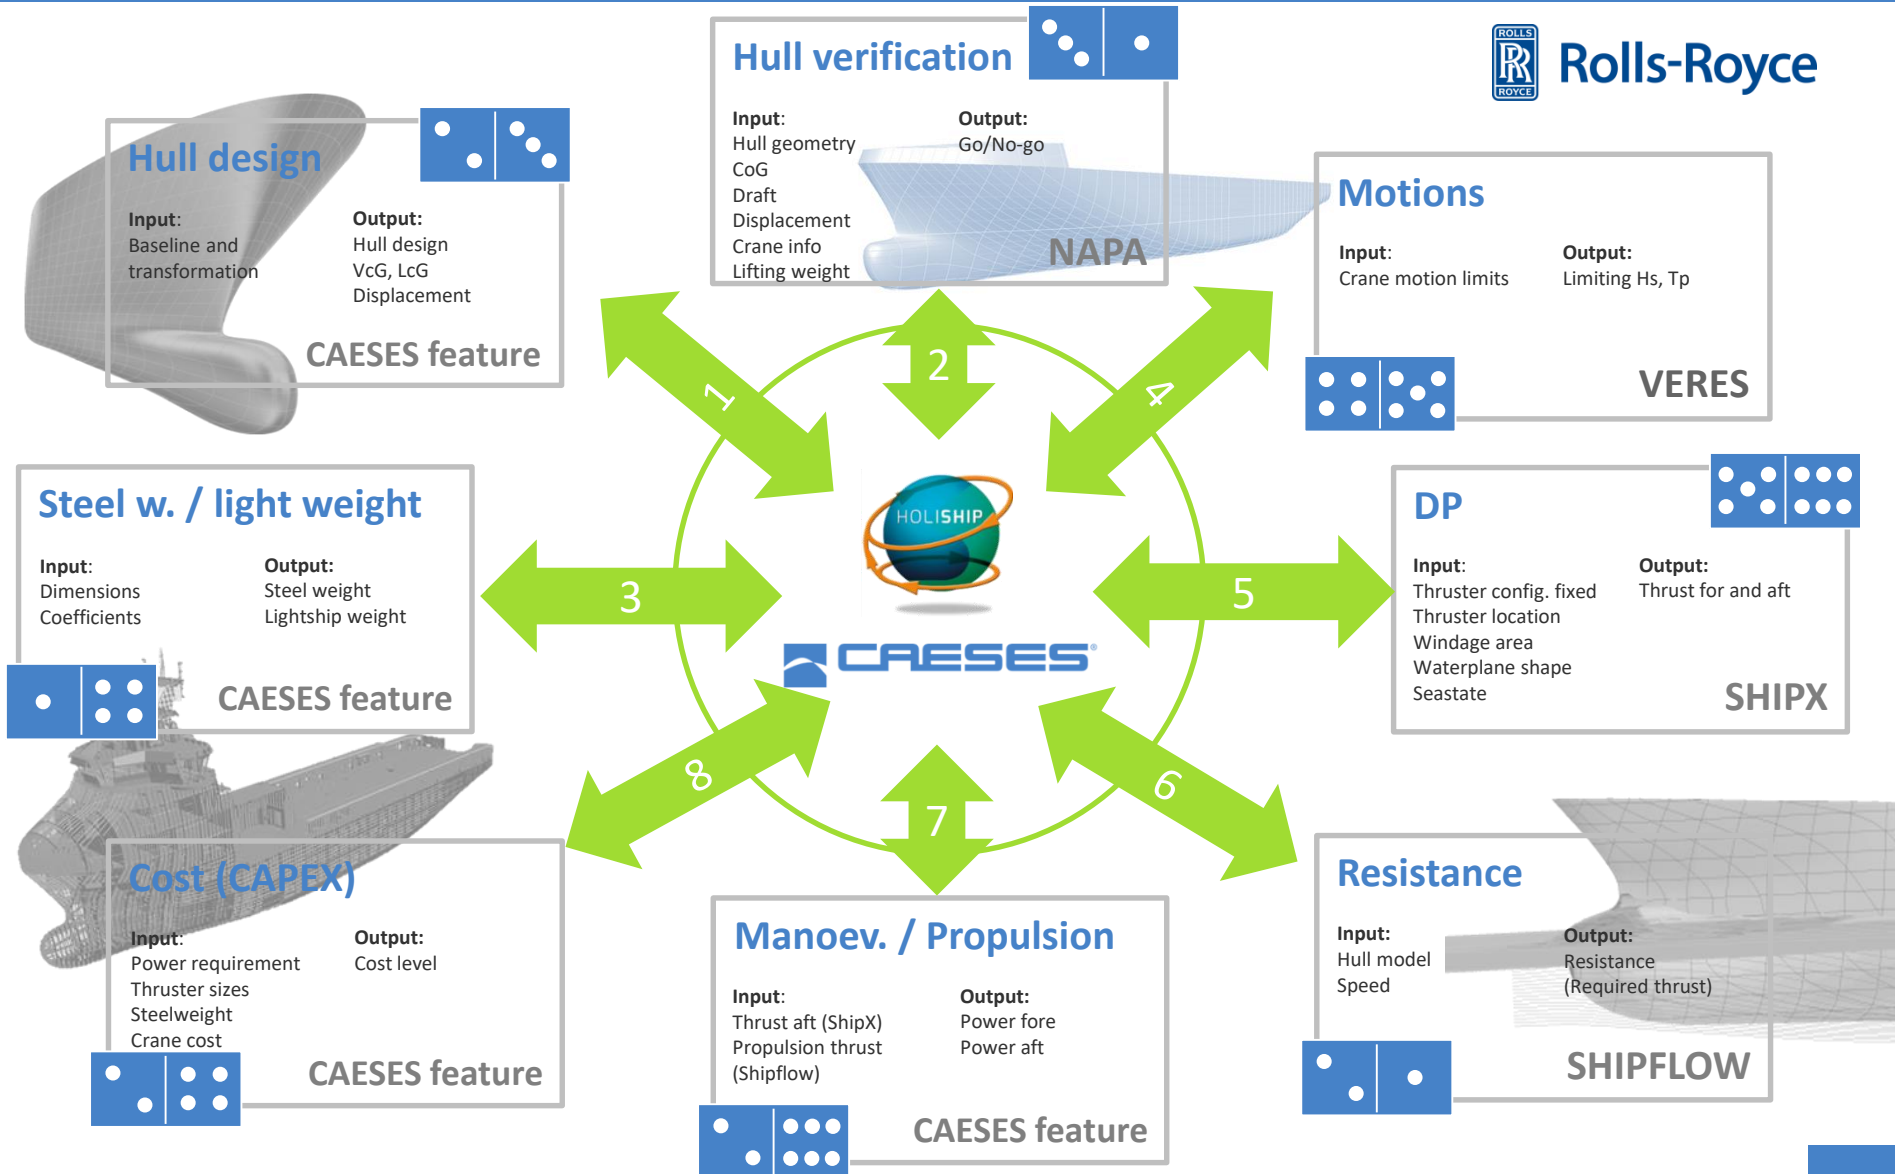 Hull verification
Input:
Hull geometry
CoG
Draft
Displacement
Crane info
Lifting weight
Output:
Go/No-go
NAPA
ROLLS
RR
ROYCE
Rolls-Royce
Hull design
Input:
Baseline and
transformation
Output:
Hull design
VcG, LcG
Displacement
CAESES feature
Motions
Input:
Crane motion limits
Output:
Limiting Hs, Tp
VERES
1
2
4
Steel w. / light weight
Input:
Dimensions
Coefficients
Output:
Steel weight
Lightship weight
CAESES feature
3
HOLISHIP
CAESES®
5
DP
Input:
Thruster config. fixed
Thruster location
Windage area
Waterplane shape
Seastate
Output:
Thrust for and aft
SHIPX
8
7
6
Cost (CAPEX)
Input:
Power requirement
Thruster sizes
Steelweight
Crane cost
Output:
Cost level
CAESES feature
Manoev. / Propulsion
Input:
Thrust aft (ShipX)
Propulsion thrust
(Shipflow)
Output:
Power fore
Power aft
CAESES feature
Resistance
Input:
Hull model
Speed
Output:
Resistance
(Required thrust)
SHIPFLOW